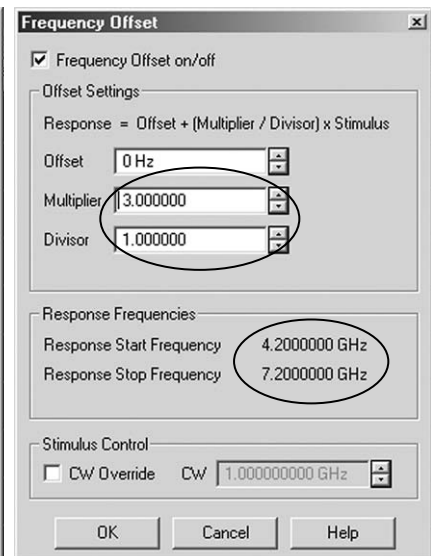 Frequency Offset
Frequency Offset on/off
Offset Settings
Response = Offset + (Multiplier / Divisor) x Stimulus
Offset 0 Hz
Multiplier 3.000000
Divisor 1.000000
Response Frequencies
Response Start Frequency 4.2000000 GHz
Response Stop Frequency 7.2000000 GHz
Stimulus Control
CW Override CW 1.000000000 GHz
OK Cancel Help